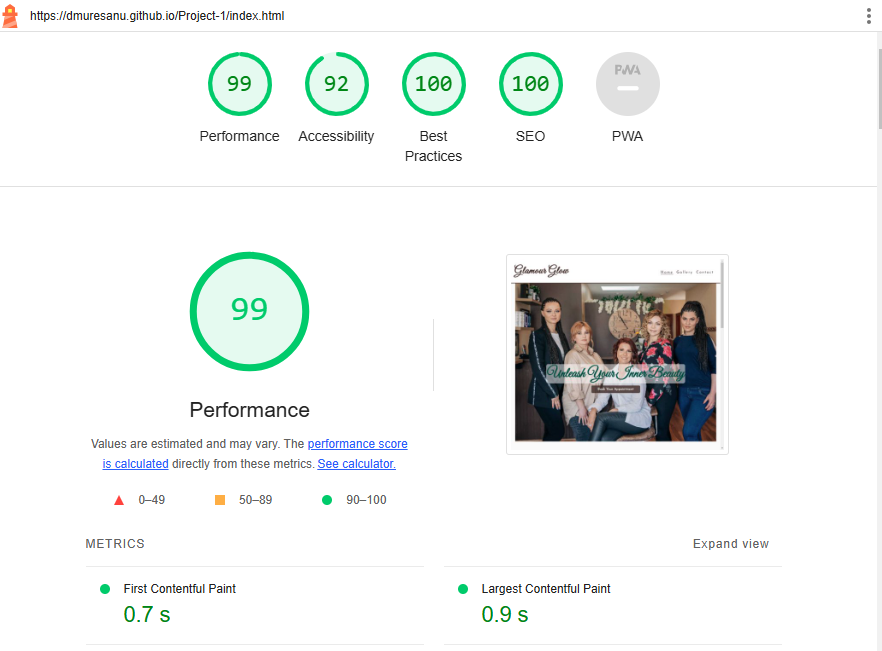 https://dmuresanu.github.io/Project-1/index.html
99
92
100
100
PWA
Performance
Accessibility
Best
Practices
SEO
PWA
99
Performance
Values are estimated and may vary. The performance score
is calculated directly from these metrics. See calculator.
0–49
50–89
90–100
Glamour Glow
Home Gallery Contact
Unleash Your Inner Beauty
Book Your Appointment
METRICS
Expand view
First Contentful Paint
0.7 s
Largest Contentful Paint
0.9 s